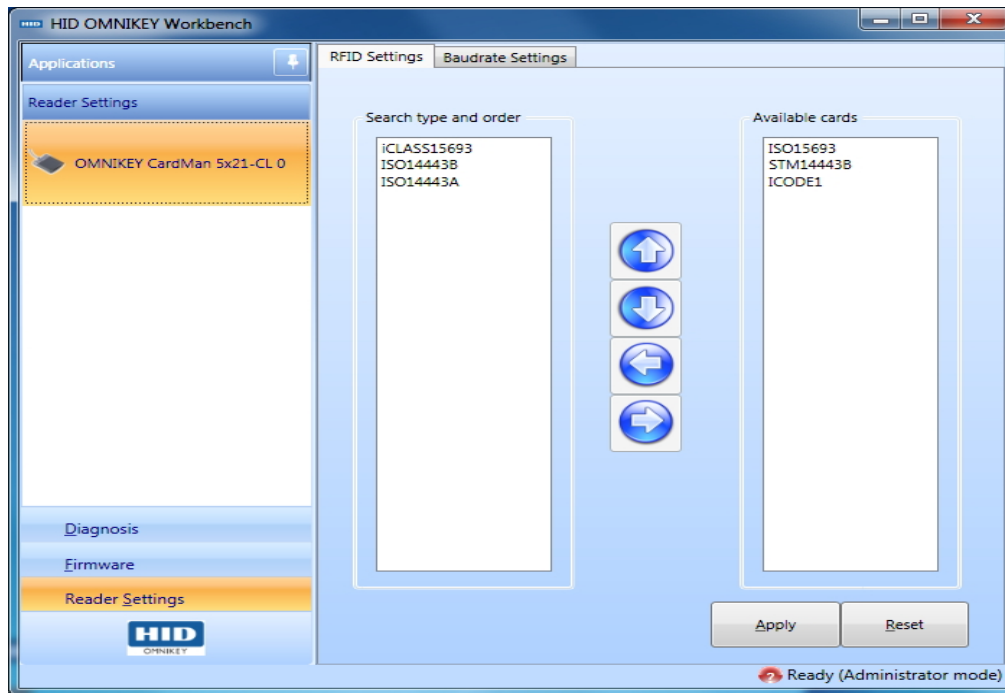 HID HID OMNIKEY Workbench
Applications
Reader Settings
OMNIKEY CardMan 5x21-CL 0
Diagnosis
Firmware
Reader Settings
HID
OMNIKEY
RFID Settings Baudrate Settings
Search type and order
iCLASS15693
ISO14443B
ISO14443A
Available cards
ISO15693
STM14443B
ICODE1
Apply Reset
Ready (Administrator mode)